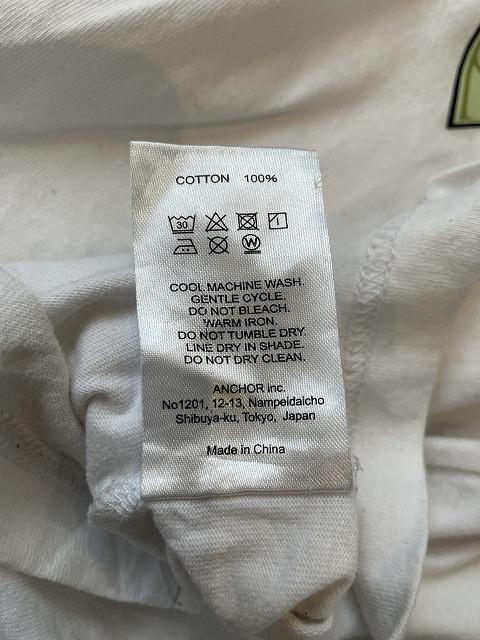 COTTON 100%
30
W
COOL MACHINE WASH.
GENTLE CYCLE.
DO NOT BLEACH.
WARM IRON.
DO NOT TUMBLE DRY.
LINE DRY IN SHADE.
DO NOT DRY CLEAN.
ANCHOR inc.
No1201, 12-13, Nampeidaicho
Shibuya-ku, Tokyo, Japan
Made in China